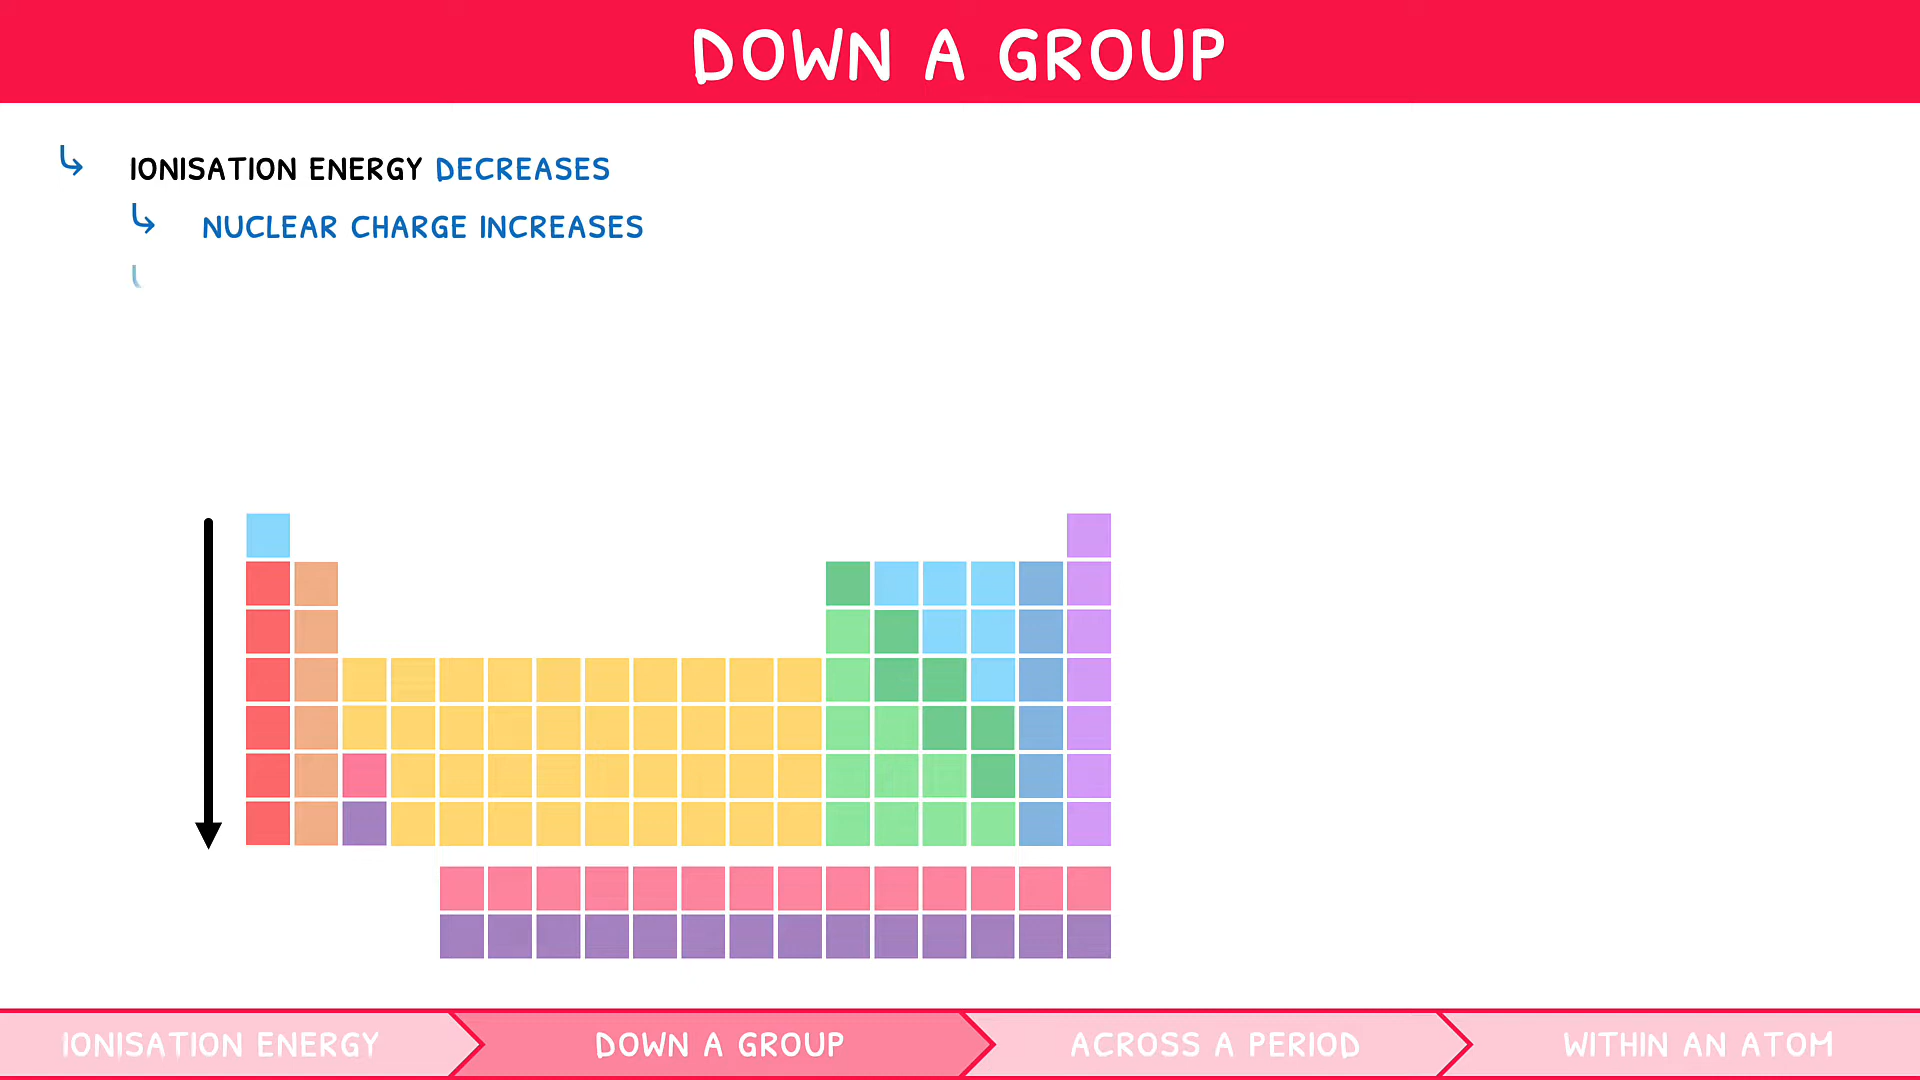 DOWN A GROUP
IONISATION ENERGY DECREASES
NUCLEAR CHARGE INCREASES
IONISATION ENERGY
DOWN A GROUP
ACROSS A PERIOD
WITHIN AN ATOM